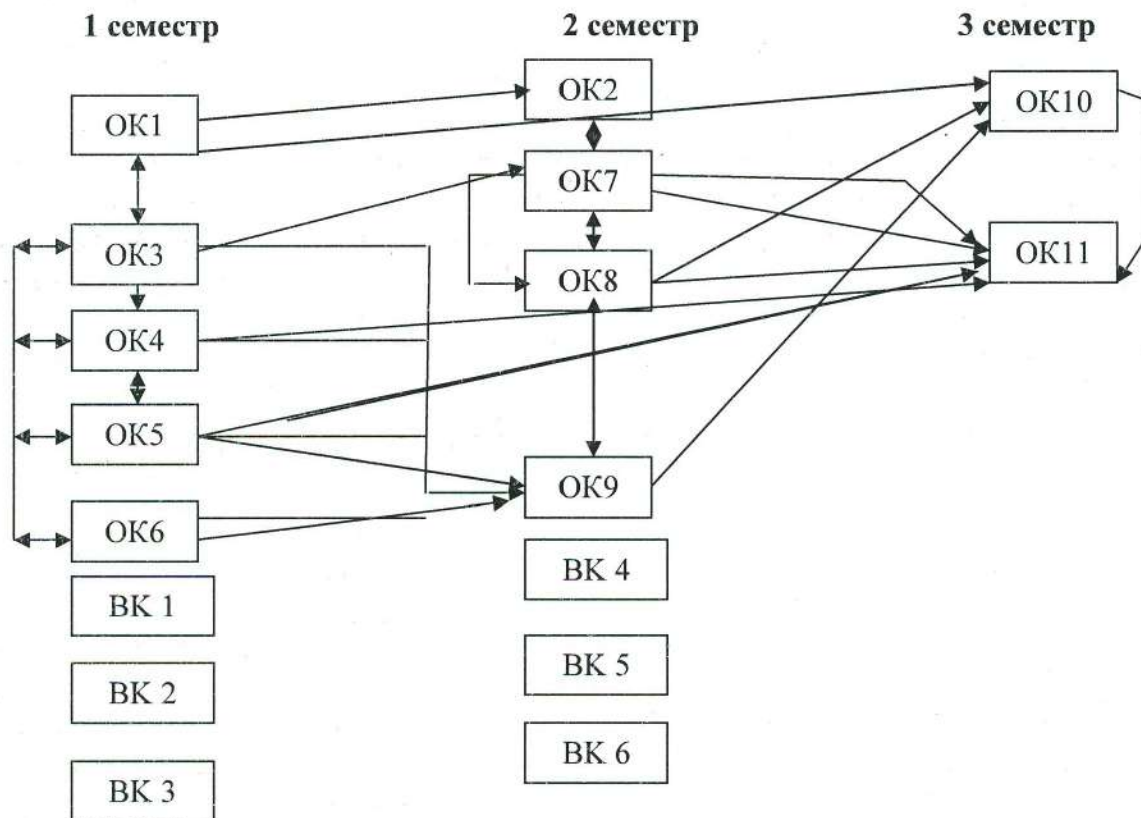 1 семестр
2 семестр
3 семестр
ОК1
ОК3
ОК4
ОК5
ОК6
ВК 1
ВК 2
ВК 3
ОК2
ОК7
ОК8
ОК9
ВК 4
ВК 5
ВК 6
ОК10
ОК11